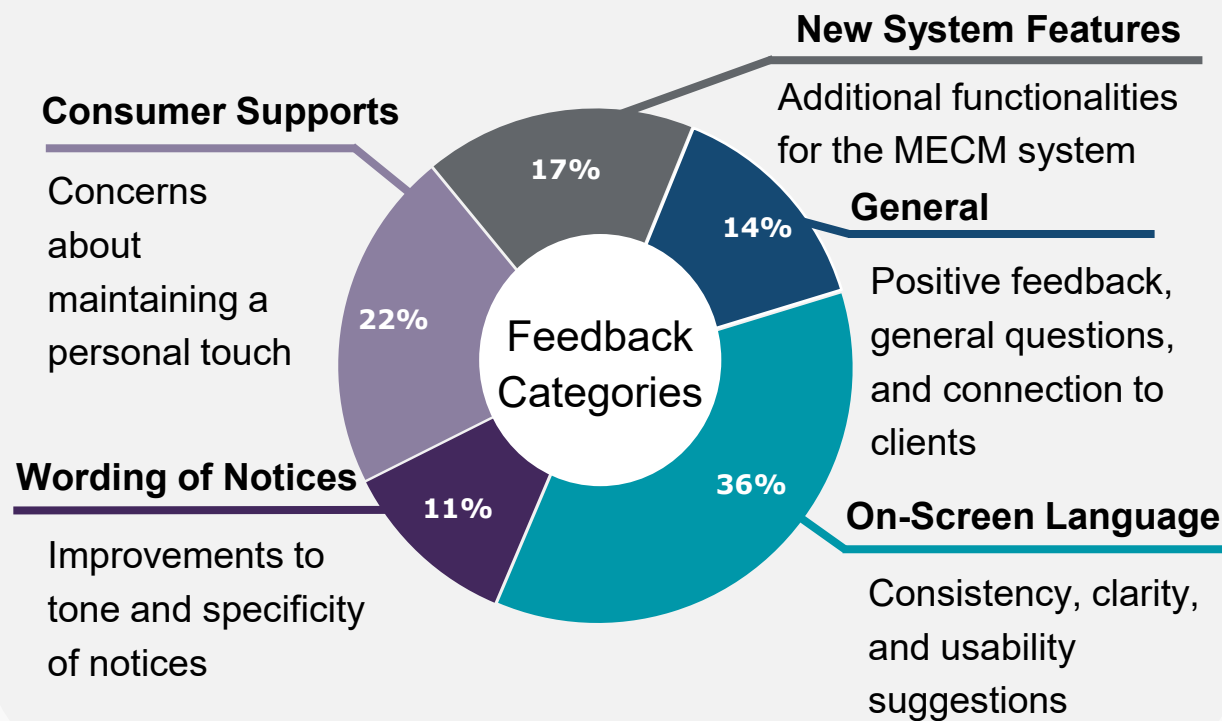 New System Features
Additional functionalities
for the MECM system
17%
General
14%
Positive feedback,
general questions,
and connection to
clients
On-Screen Language
36%
Consistency, clarity,
and usability
suggestions
Wording of Notices
11%
Improvements to
tone and specificity
of notices
Consumer Supports
22%
Concerns
about
maintaining a
personal touch
Feedback
Categories